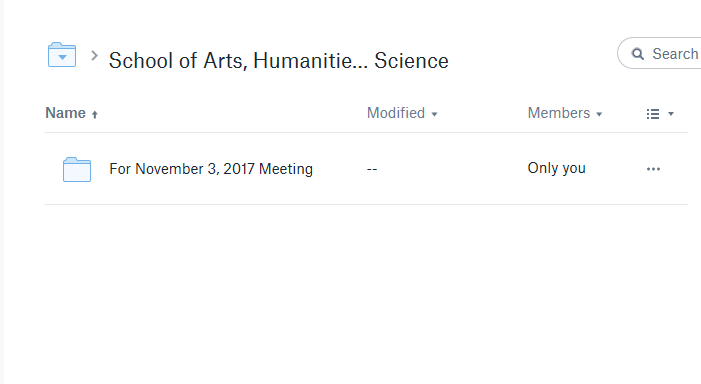 School of Arts, Humanitie... Science
Search
Name Modified Members
For November 3, 2017 Meeting -- Only you